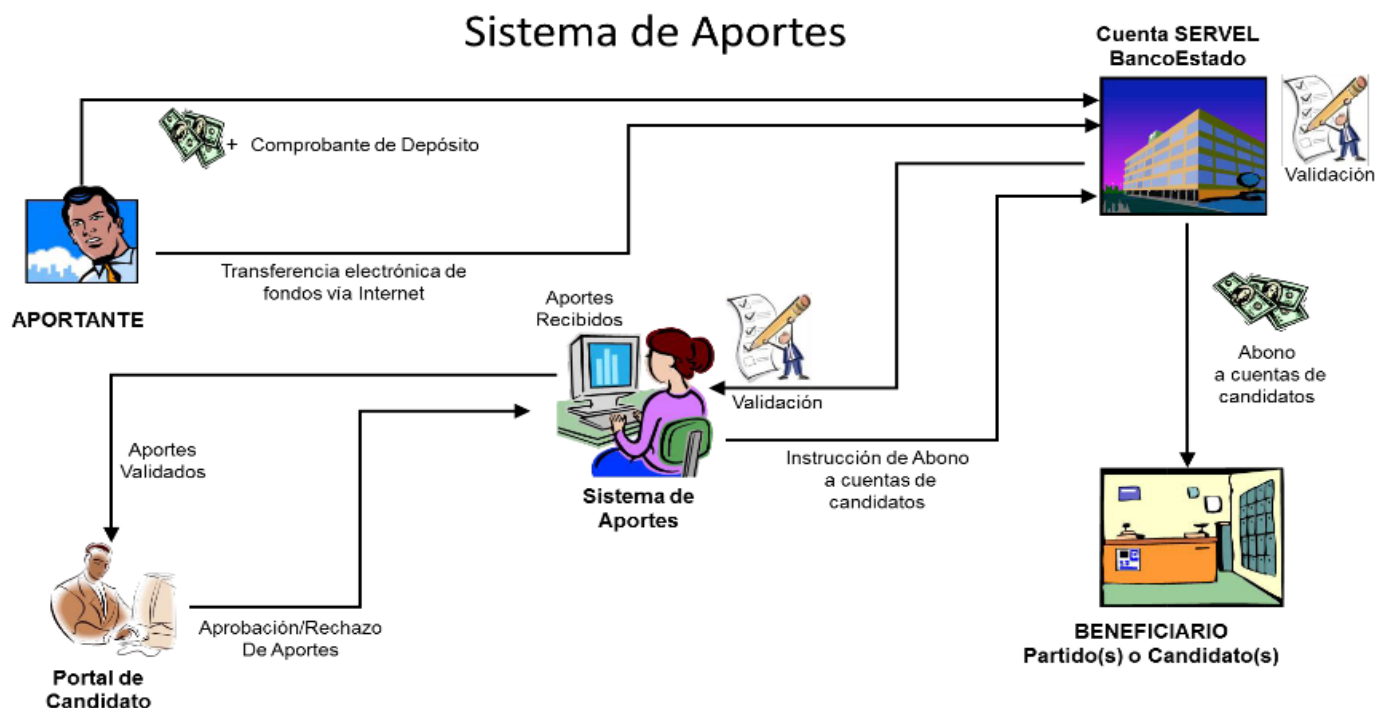 Sistema de Aportes
Cuenta SERVEL
BancoEstado
+ Comprobante de Depósito
Validación
APORTANTE
Transferencia electrónica de
fondos vía Internet
Aportes
Recibidos
Validación
Abono
a cuentas de
candidatos
Aportes
Validados
Instrucción de Abono
a cuentas de
candidatos
Sistema de
Aportes
Aprobación/Rechazo
De Aportes
Portal de
Candidato
BENEFICIARIO
Partido(s) o Candidato(s)